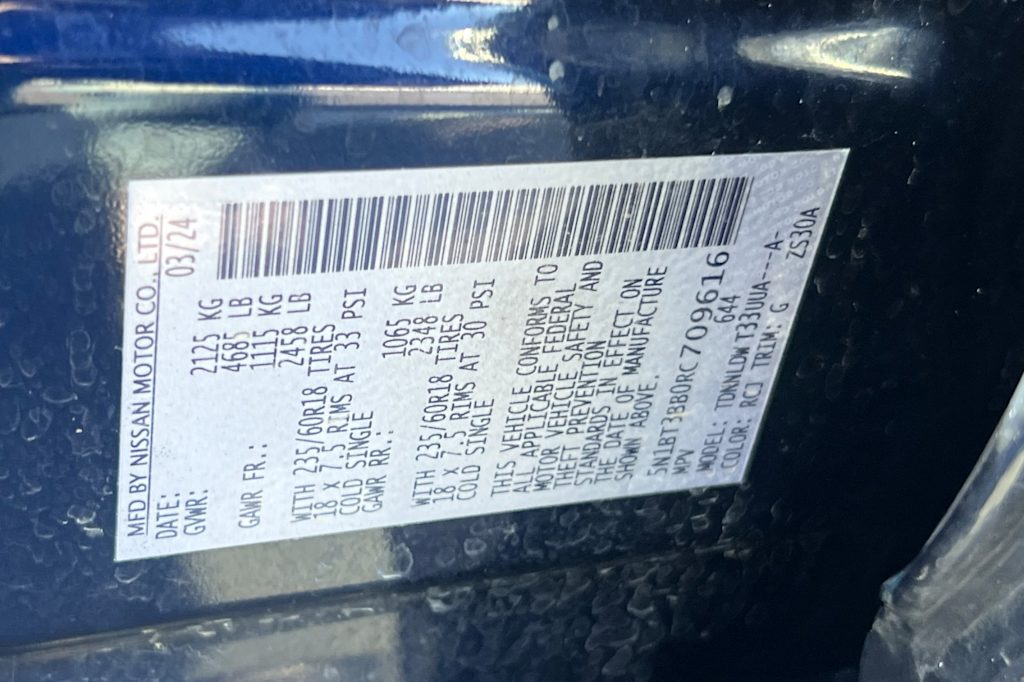 MFD BY NISSAN MOTOR CO., LTD.
DATE: 03/24
GVWR: 2125 KG
4685 LB
GAWR FR.: 1115 KG
2458 LB
WITH 235/60R18 TIRES
18 X 7.5 RIMS AT 33 PSI
COLD SINGLE
GAWR RR.: 1065 KG
2348 LB
WITH 235/60R18 TIRES
18 X 7.5 RIMS AT 30 PSI
COLD SINGLE
THIS VEHICLE CONFORMS TO
ALL APPLICABLE FEDERAL
MOTOR VEHICLE SAFETY AND
THEFT PREVENTION
STANDARDS IN EFFECT ON
THE DATE OF MANUFACTURE
SHOWN ABOVE.
5N1BT3BB0RC709616
MPV 644
MODEL: TDKNLDW T33UUA---A-
COLOR: RCJ TRIM: G ZS30A